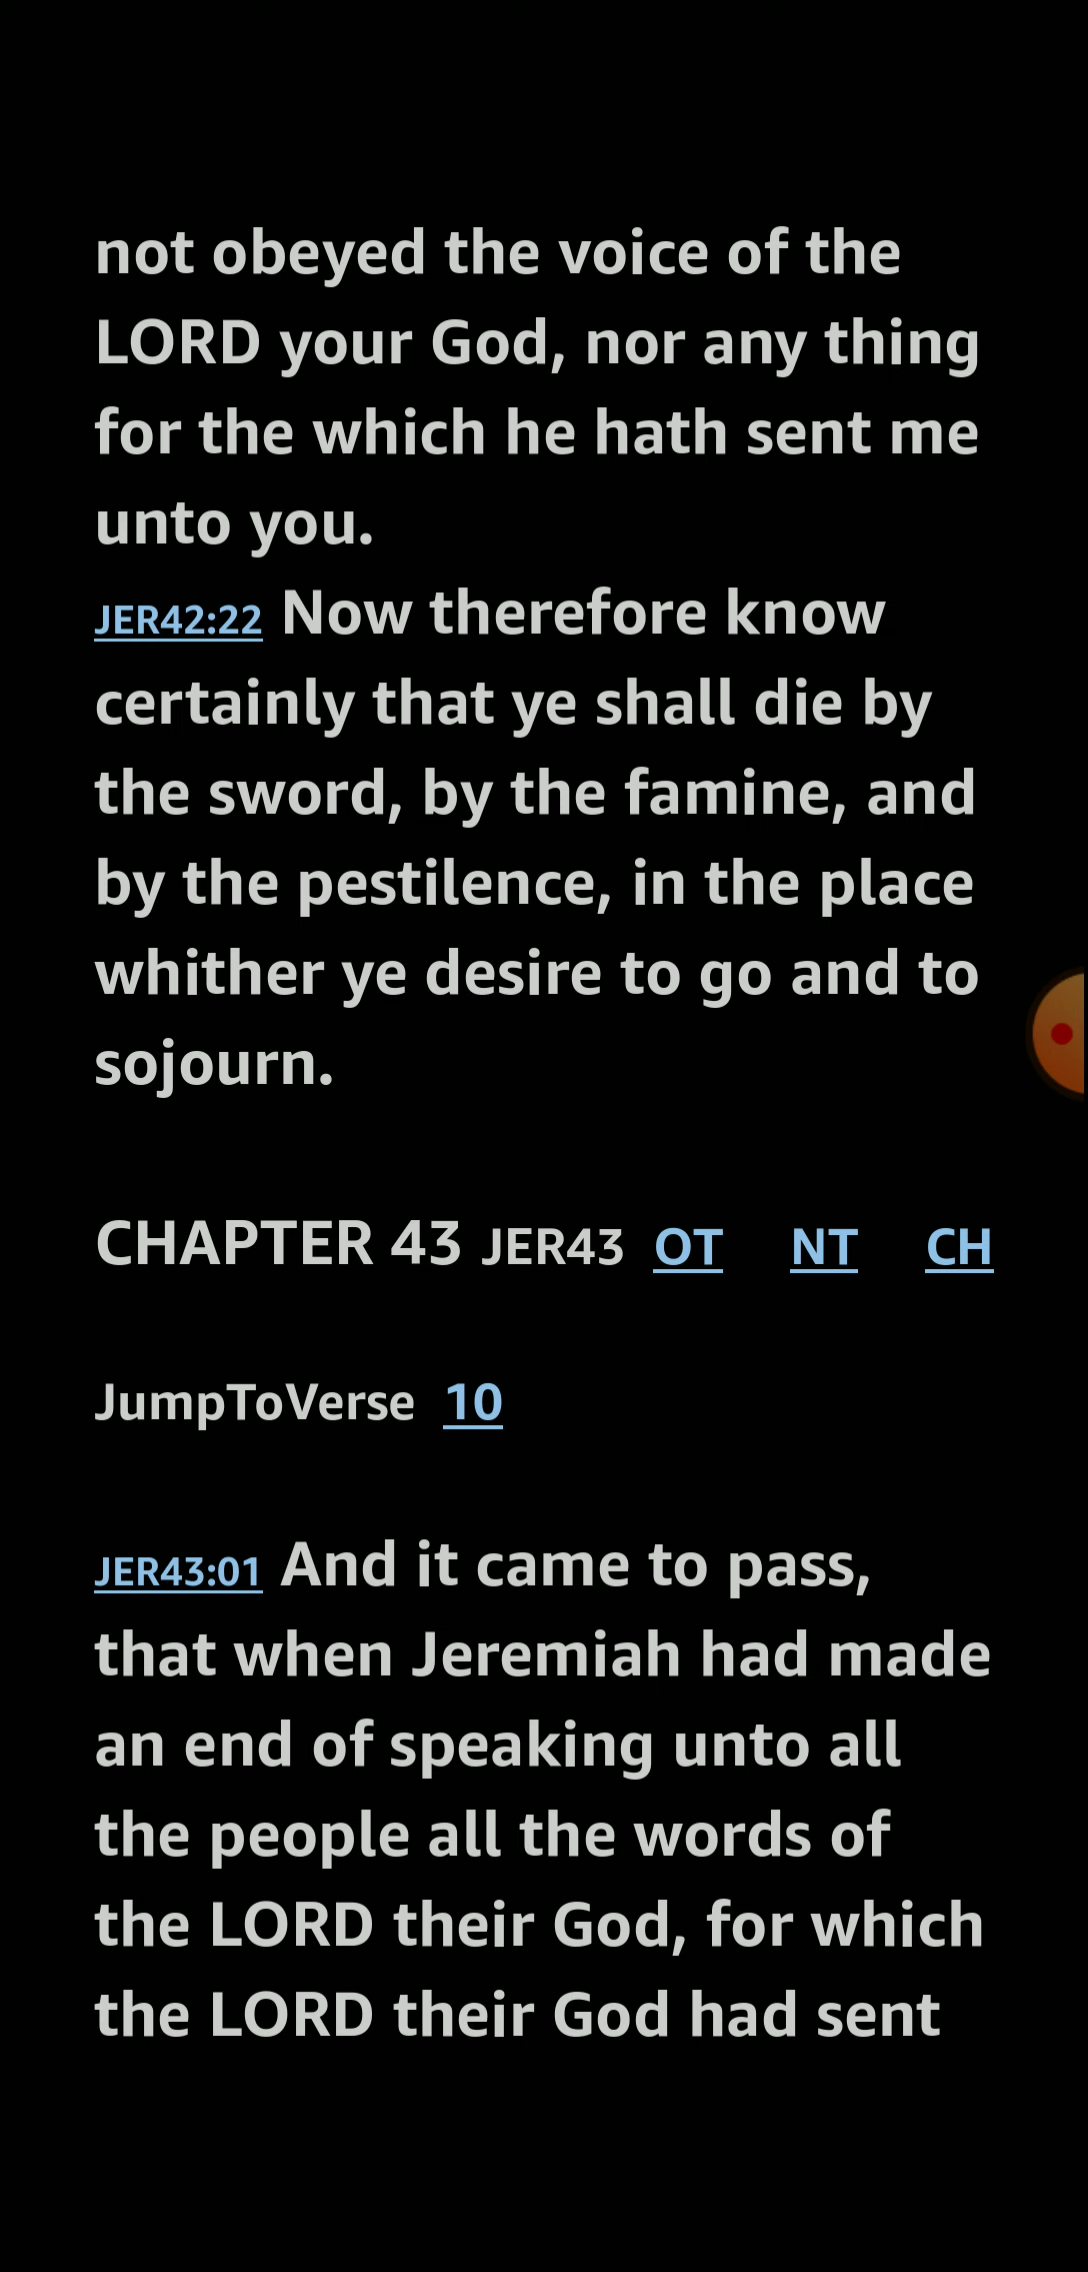 not obeyed the voice of the
LORD your God, nor any thing
for the which he hath sent me
unto you.
JER42:22 Now therefore know
certainly that ye shall die by
the sword, by the famine, and
by the pestilence, in the place
whither ye desire to go and to
sojourn.
CHAPTER 43 JER43 OT NT CH
JumpToVerse 10
JER43:01 And it came to pass,
that when Jeremiah had made
an end of speaking unto all
the people all the words of
the LORD their God, for which
the LORD their God had sent